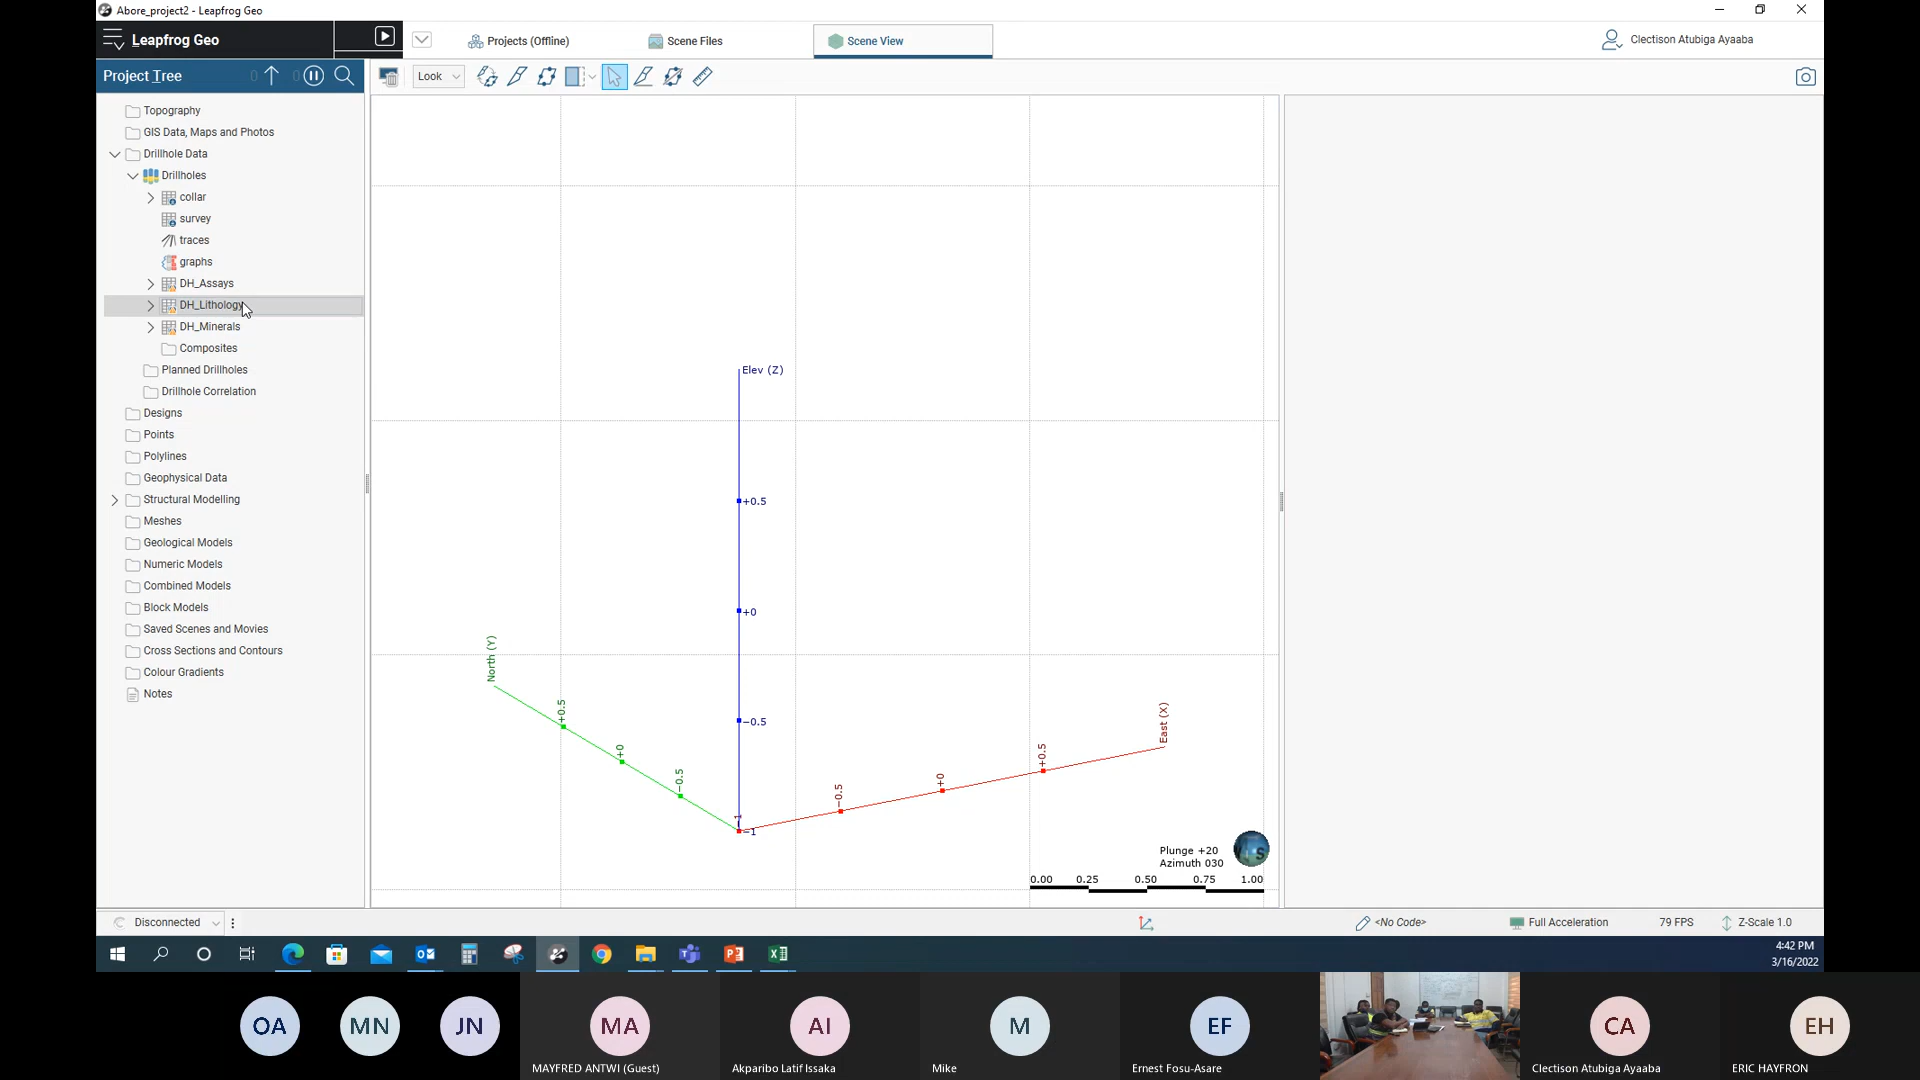 Abore_project2 - Leapfrog Geo
Leapfrog Geo
Projects (Offline)
Scene Files
Scene View
Clectison Atubiga Ayaaba
Project Tree
0
0
Look
Topography
GIS Data, Maps and Photos
Drillhole Data
Drillholes
collar
survey
traces
graphs
DH_Assays
DH_Lithology
DH_Minerals
Composites
Planned Drillholes
Drillhole Correlation
Designs
Points
Polylines
Geophysical Data
Structural Modelling
Meshes
Geological Models
Numeric Models
Combined Models
Block Models
Saved Scenes and Movies
Cross Sections and Contours
Colour Gradients
Notes
Elev (Z)
+0.5
+0
−0.5
−1
North (Y)
+0.5
+0
−0.5
−1
−0.5
+0
+0.5
East (X)
Plunge +20
Azimuth 030
0.00 0.25 0.50 0.75 1.00
Disconnected
<No Code>
Full Acceleration
79 FPS
Z-Scale 1.0
4:42 PM
3/16/2022
OA
MN
JN
MA
MAYFRED ANTWI (Guest)
AI
Akparibo Latif Issaka
M
Mike
EF
Ernest Fosu-Asare
CA
Clectison Atubiga Ayaaba
EH
ERIC HAYFRON